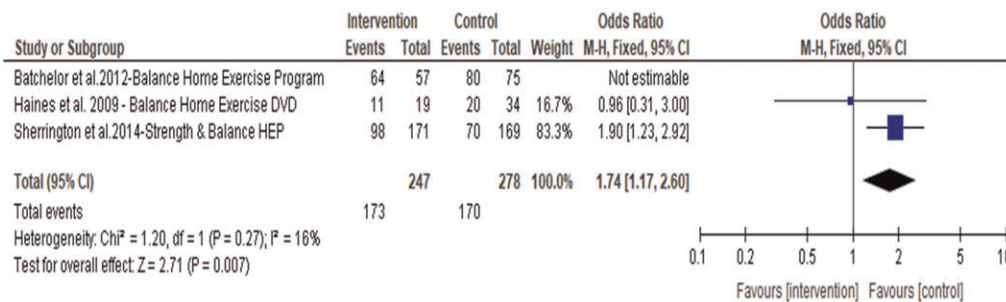 Intervention Control Odds Ratio Odds Ratio
Study or Subgroup Events Total Events Total Weight M-H, Fixed, 95% CI M-H, Fixed, 95% CI
Batchelor et al.2012-Balance Home Exercise Program 64 57 80 75 Not estimable
Haines et al. 2009 - Balance Home Exercise DVD 11 19 20 34 16.7% 0.96 [0.31, 3.00]
Sherrington et al.2014-Strength & Balance HEP 98 171 70 169 83.3% 1.90 [1.23, 2.92]
Total (95% CI) 247 278 100.0% 1.74 [1.17, 2.60]
Total events 173 170
Heterogeneity: Chi² = 1.20, df = 1 (P = 0.27); I² = 16%
Test for overall effect: Z = 2.71 (P = 0.007)
0.1 0.2 0.5 1 2 5 10
Favours [intervention] Favours [control]